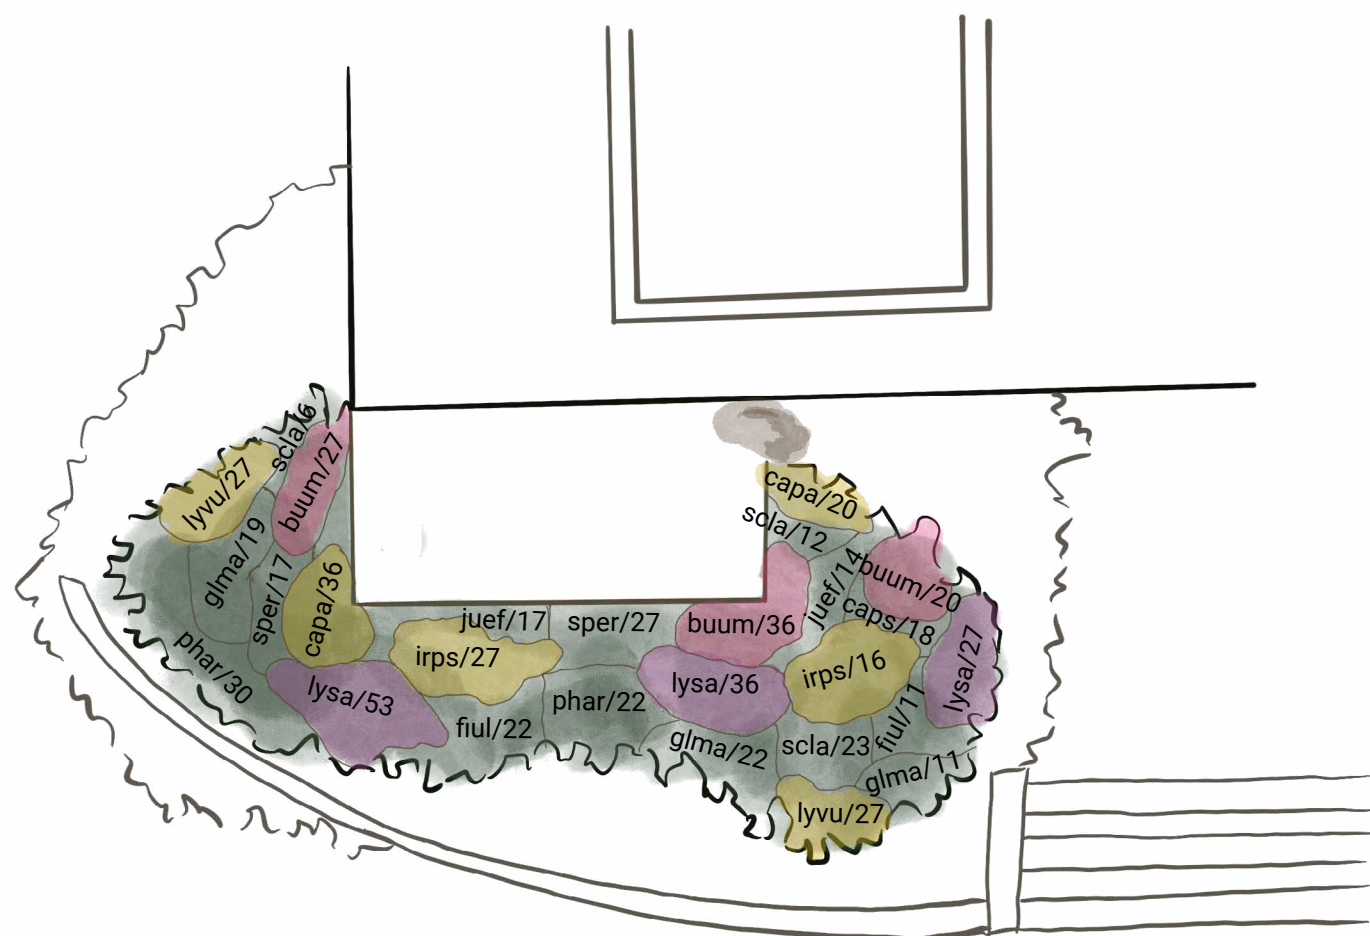 scla/6
buum/27
lyvu/27
capa/20
scla/12
glma/19
sper/17
juef/14
buum/20
capa/36
caps/18
juef/17
sper/27
buum/36
irps/27
irps/16
lysa/27
phar/30
lysa/53
lysa/36
phar/22
fiul/22
fiul/11
glma/22
scla/23
glma/11
lyvu/27